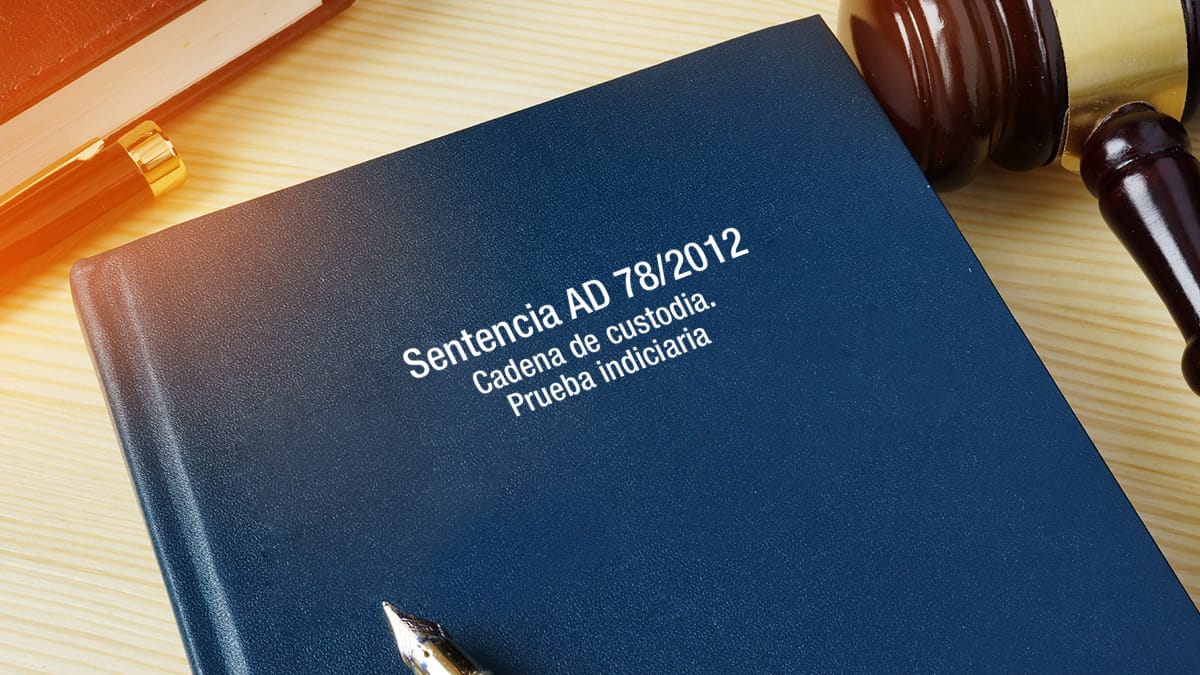 Sentencia AD 78/2012
Cadena de custodia.
Prueba indiciaria